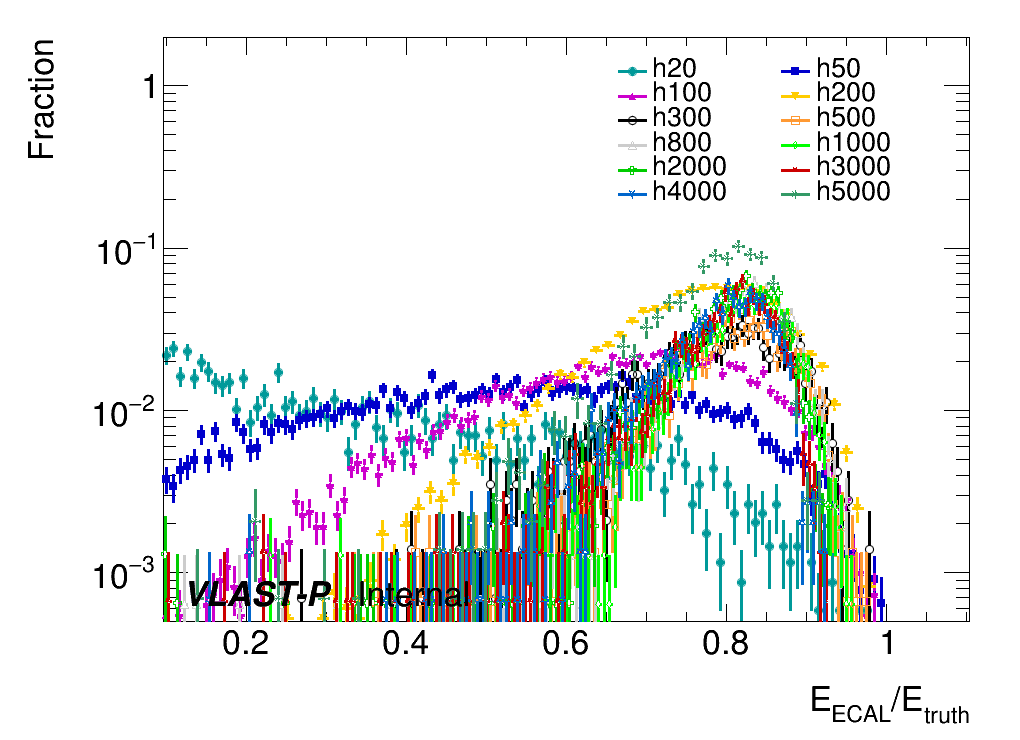 Fraction
1
10⁻¹
10⁻²
10⁻³
h20 h50
h100 h200
h300 h500
h800 h1000
h2000 h3000
h4000 h5000
VLAST-P Internal
0.2 0.4 0.6 0.8 1
E_ECAL/E_truth